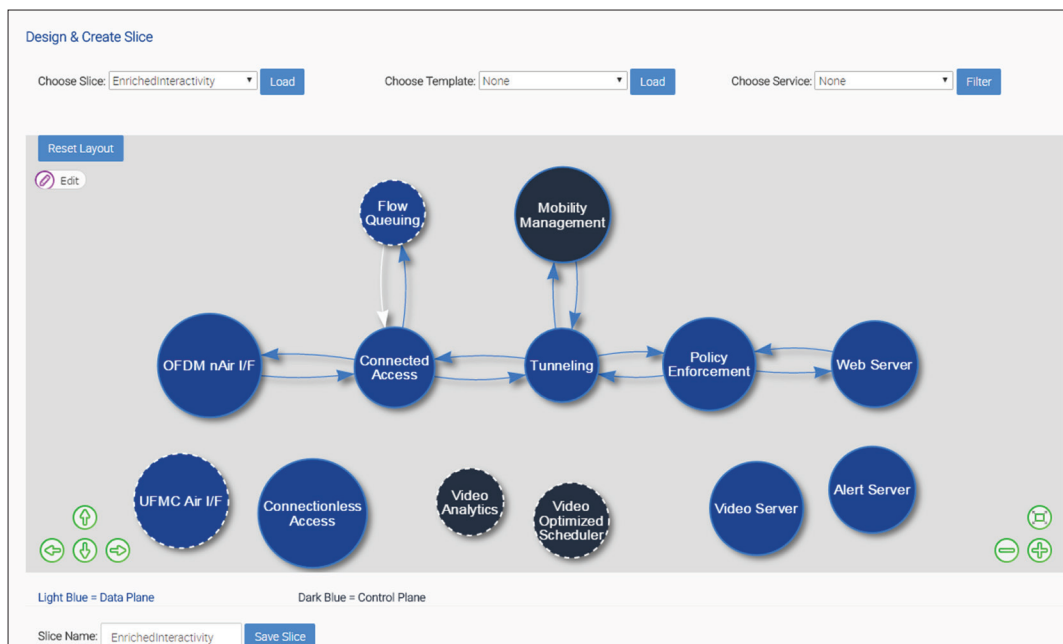 Design & Create Slice
Choose Slice: EnrichedInteractivity Load Choose Template: None Load Choose Service: None Filter
Reset Layout
Edit
Flow
Queuing
Mobility
Management
OFDM nAir I/F
Connected
Access
Tunneling
Policy
Enforcement
Web Server
UFMC Air I/F
Connectionless
Access
Video
Analytics
Video
Optimized
Scheduler
Video Server
Alert Server
Light Blue = Data Plane Dark Blue = Control Plane
Slice Name: EnrichedInteractivity Save Slice